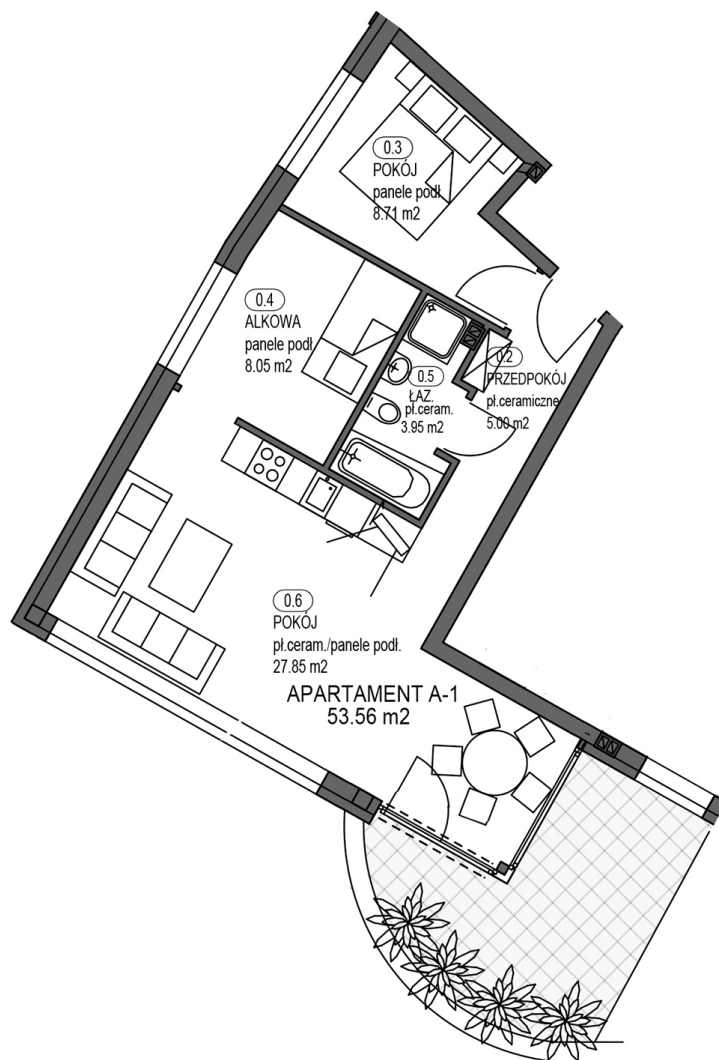 0.3
POKÓJ
panele podł
8.71 m2
0.4
ALKOWA
panele podł
8.05 m2
0.2
PRZEDPOKÓJ
pł.ceramiczne
5.00 m2
0.5
ŁAZ.
pł.ceram.
3.95 m2
0.6
POKÓJ
pł.ceram./panele podł.
27.85 m2
APARTAMENT A-1
53.56 m2